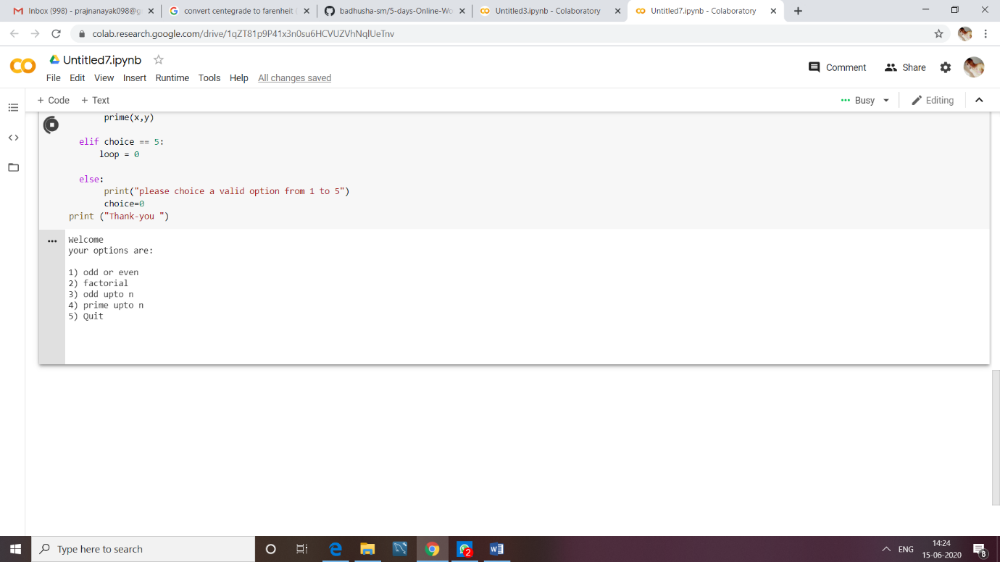 Inbox (998) - prajnanayak098@g
convert centegrade to farenheit (
badhusha-sm/5-days-Online-Wo
Untitled3.ipynb - Colaboratory
Untitled7.ipynb - Colaboratory
colab.research.google.com/drive/1qZT81p9P41x3n0su6HCVUZVhNqlUeTnv
Untitled7.ipynb
Comment
Share
File Edit View Insert Runtime Tools Help All changes saved
+ Code + Text
Busy
Editing
prime(x,y)
elif choice == 5:
loop = 0
else:
print("please choice a valid option from 1 to 5")
choice=0
print ("Thank-you ")
Welcome
your options are:
1) odd or even
2) factorial
3) odd upto n
4) prime upto n
5) Quit
Type here to search
2
ENG
14:24
15-06-2020
8